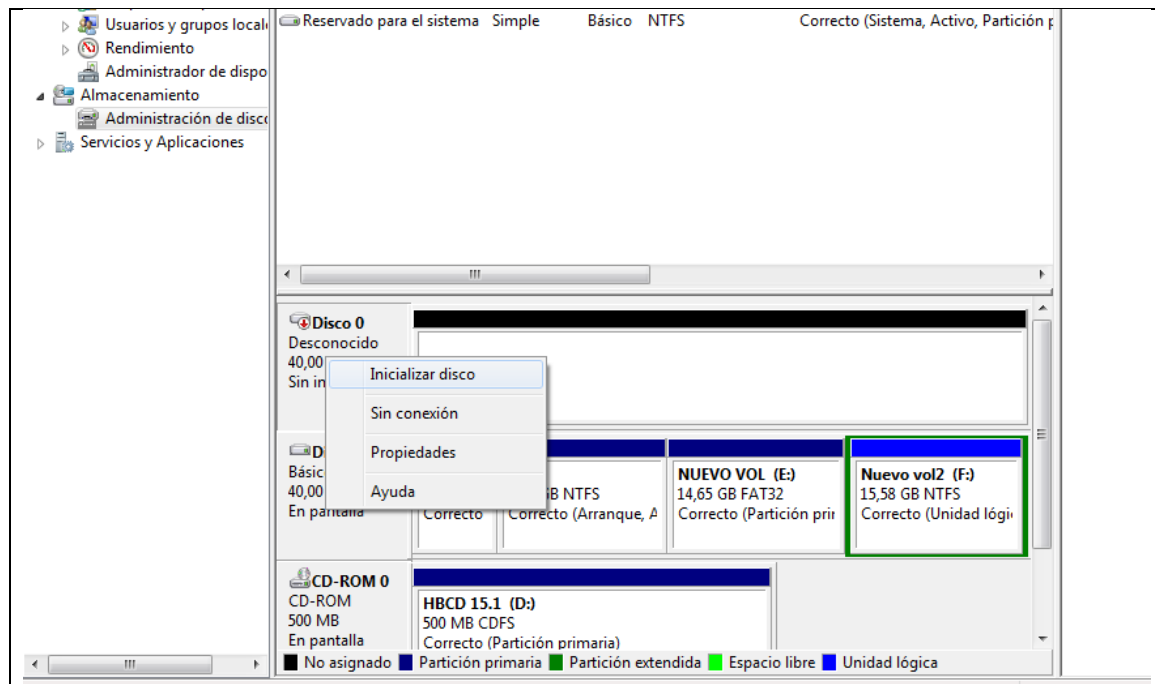 Usuarios y grupos local
Rendimiento
Administrador de dispo
Almacenamiento
Administración de disc
Servicios y Aplicaciones
Reservado para el sistema Simple Básico NTFS Correcto (Sistema, Activo, Partición p
Disco 0
Desconocido
40,00
Sin in
Inicializar disco
Sin conexión
Propiedades
Ayuda
Di
Básic
40,00
En pantalla
Correcto
GB NTFS
Correcto (Arranque, A
NUEVO VOL (E:)
14,65 GB FAT32
Correcto (Partición prir
Nuevo vol2 (F:)
15,58 GB NTFS
Correcto (Unidad lógi
CD-ROM 0
CD-ROM
500 MB
En pantalla
HBCD 15.1 (D:)
500 MB CDFS
Correcto (Partición primaria)
No asignado Partición primaria Partición extendida Espacio libre Unidad lógica